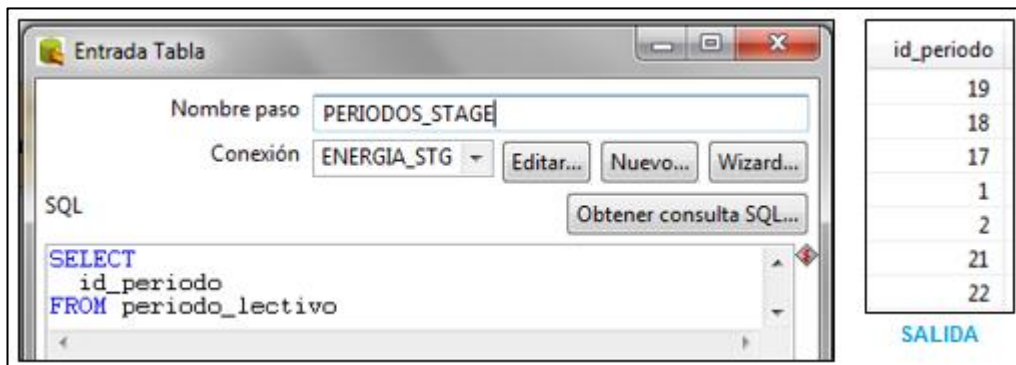 Entrada Tabla
Nombre paso PERIODOS_STAGE
Conexión ENERGIA_STG Editar... Nuevo... Wizard...
SQL
Obtener consulta SQL...
SELECT
id_periodo
FROM periodo_lectivo
id_periodo
19
18
17
1
2
21
22
SALIDA